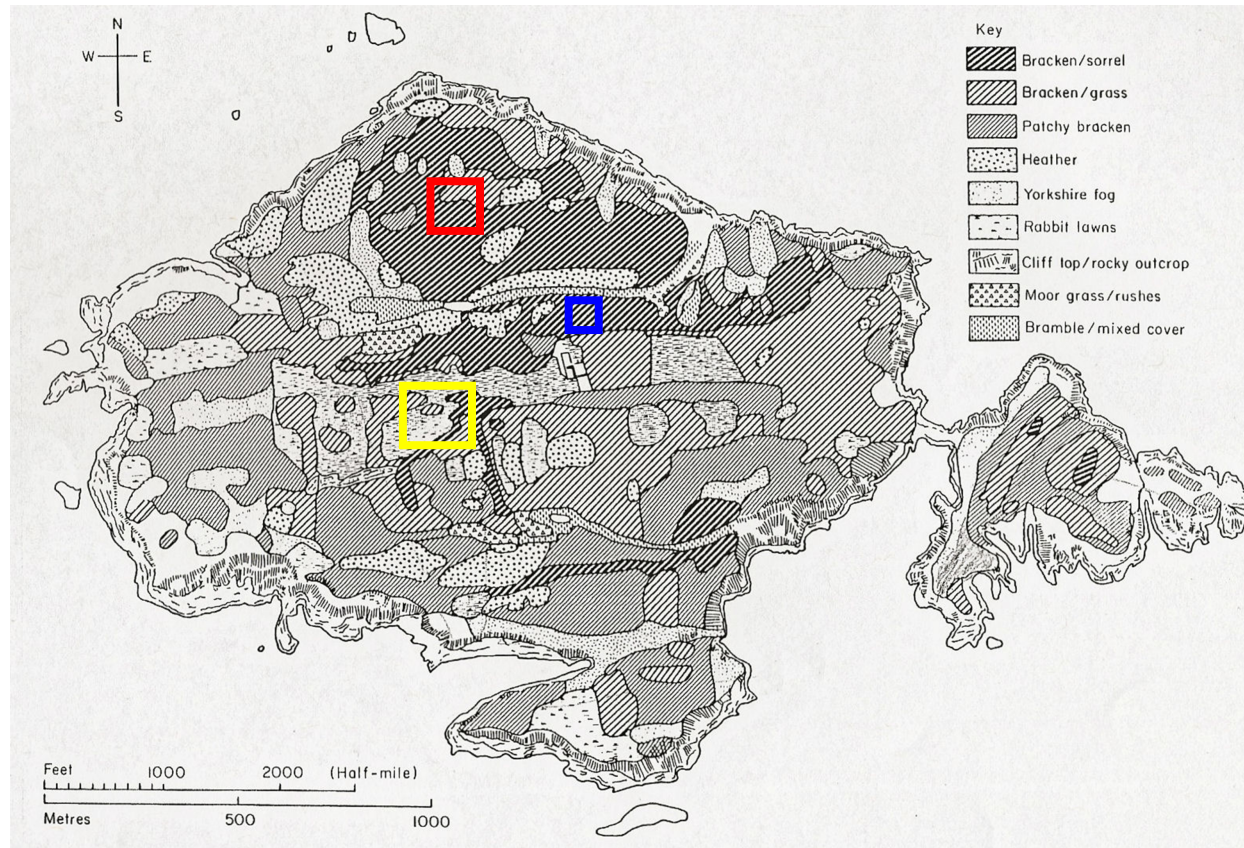 N
W E
S
Key
Bracken/sorrel
Bracken/grass
Patchy bracken
Heather
Yorkshire fog
Rabbit lawns
Cliff top/rocky outcrop
Moor grass/rushes
Bramble/mixed cover
Feet 1000 2000 (Half-mile)
Metres 500 1000